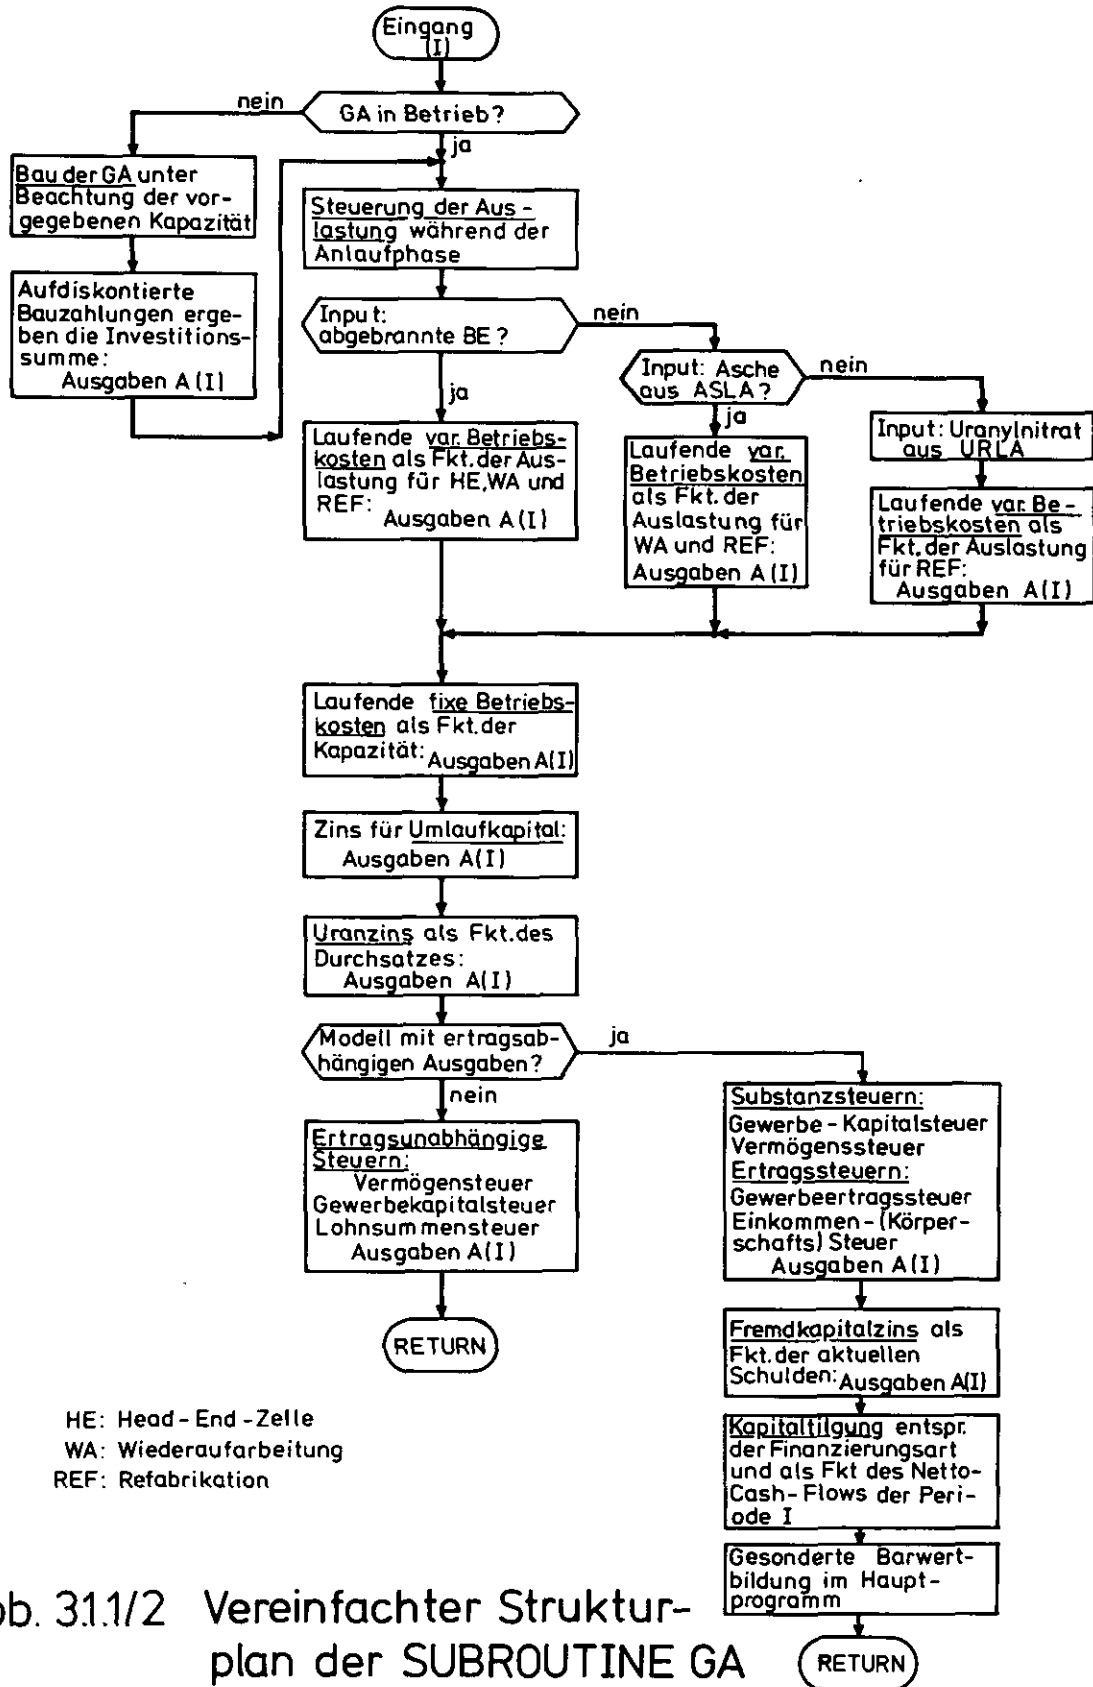 Eingang
(I)
nein
GA in Betrieb?
ja
Bau der GA unter
Beachtung der vor-
gegebenen Kapazität
Aufdiskontierte
Bauzahlungen erge-
ben die Investitions-
summe:
Ausgaben A(I)
Steuerung der Aus-
lastung während der
Anlaufphase
Input:
abgebrannte BE?
nein
ja
Input: Asche
aus ASLA?
nein
ja
Laufende var. Betriebs-
kosten als Fkt. der Aus-
lastung für HE, WA und
REF: Ausgaben A(I)
Laufende var.
Betriebskosten
als Fkt. der
Auslastung für
WA und REF:
Ausgaben A(I)
Input: Uranylnitrat
aus URLA
Laufende var. Be-
triebskosten als
Fkt. der Auslastung
für REF:
Ausgaben A(I)
Laufende fixe Betriebs-
kosten als Fkt. der
Kapazität: Ausgaben A(I)
Zins für Umlaufkapital:
Ausgaben A(I)
Uranzins als Fkt. des
Durchsatzes:
Ausgaben A(I)
Modell mit ertragsab-
hängigen Ausgaben?
ja
nein
Ertragsunabhängige
Steuern:
Vermögensteuer
Gewerbekapitalsteuer
Lohnsummensteuer
Ausgaben A(I)
RETURN
Substanzsteuern:
Gewerbe-Kapitalsteuer
Vermögenssteuer
Ertragssteuern:
Gewerbeertragssteuer
Einkommen-(Körper-
schafts) Steuer
Ausgaben A(I)
Fremdkapitalzins als
Fkt. der aktuellen
Schulden: Ausgaben A(I)
Kapitaltilgung entspr.
der Finanzierungsart
und als Fkt des Netto-
Cash-Flows der Peri-
ode I
Gesonderte Barwert-
bildung im Haupt-
programm
RETURN
HE: Head-End-Zelle
WA: Wiederaufarbeitung
REF: Refabrikation
bb. 3.1.1/2 Vereinfachter Struktur-
plan der SUBROUTINE GA